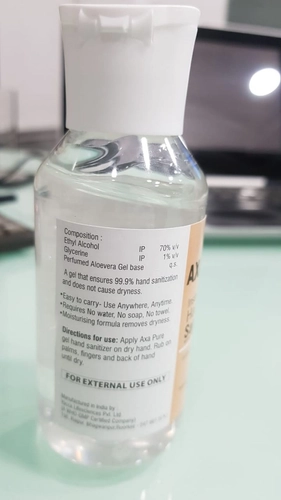 Composition :
Ethyl Alcohol IP 70% v/v
Glycerine IP 1% v/v
Perfumed Aloevera Gel base q.s.
A gel that ensures 99.9% hand sanitization
and does not cause dryness.
•Easy to carry- Use Anywhere, Anytime
•Requires No water, No soap, No towel,
•Moisturising formula removes dryness.
Directions for use: Apply Axa Pure
gel hand sanitizer on dry hand. Rub on
palms, fingers and back of hand
until dry.
FOR EXTERNAL USE ONLY
Manufactured in India by
Pvt. Ltd.
AX